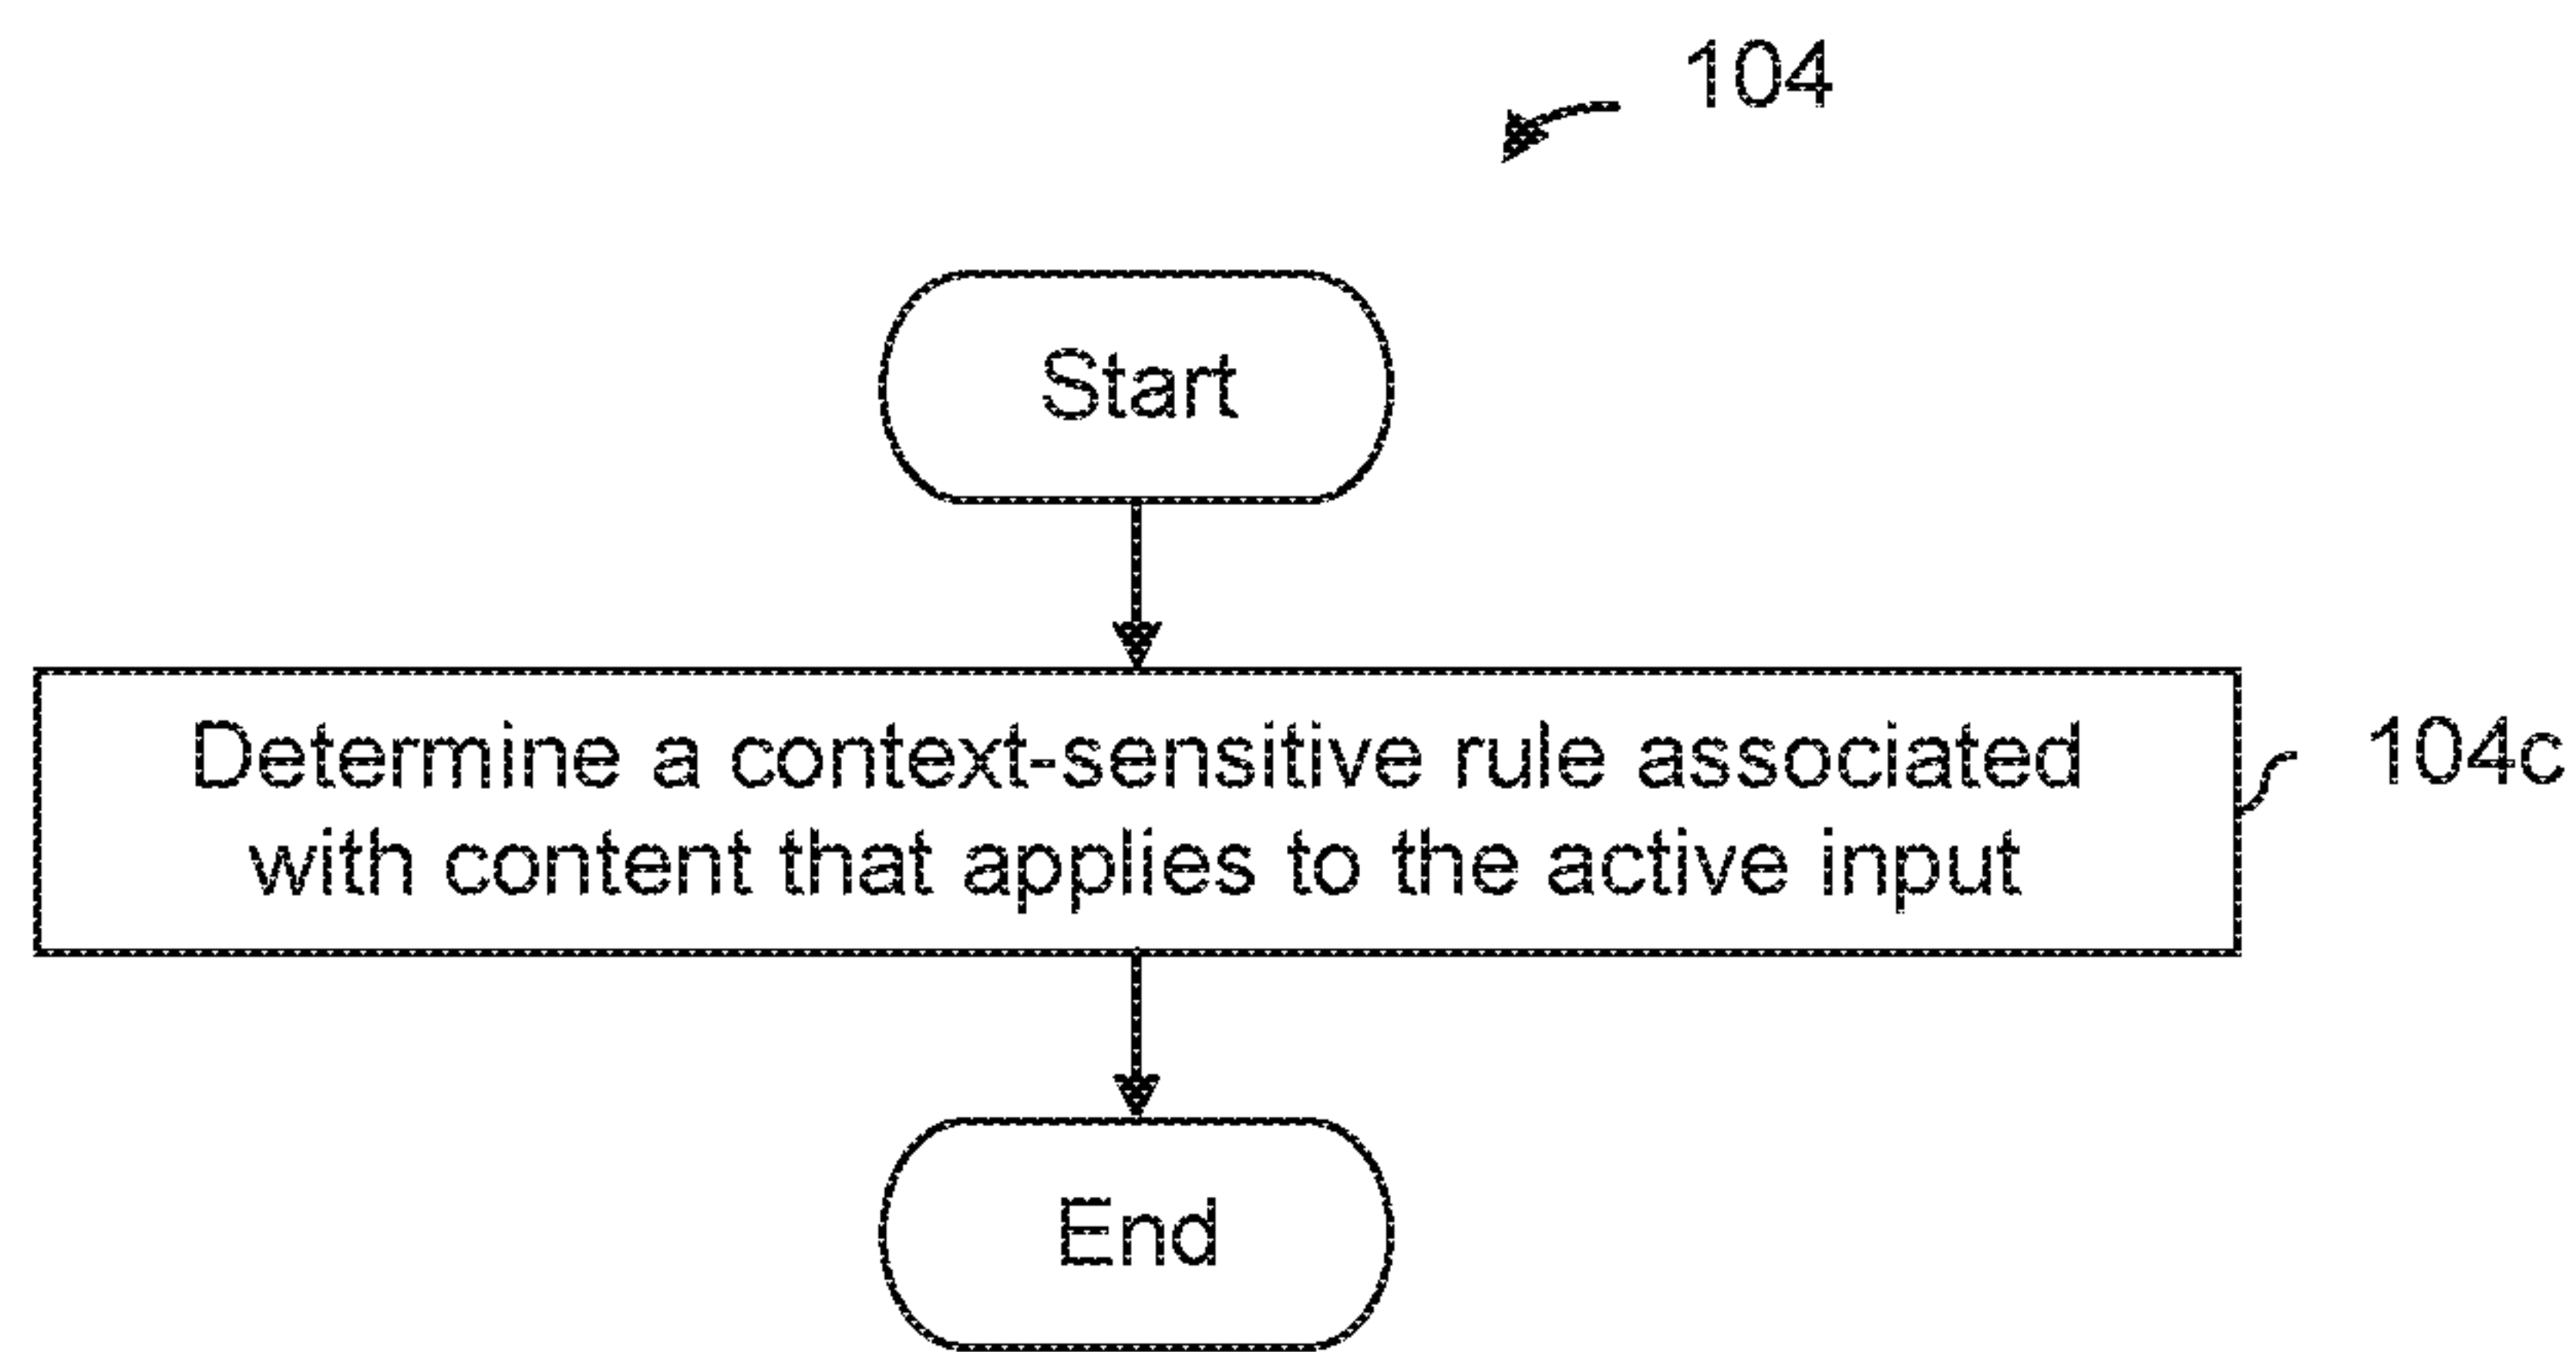 104
Start
Determine a context-sensitive rule associated
with content that applies to the active input
104c
End